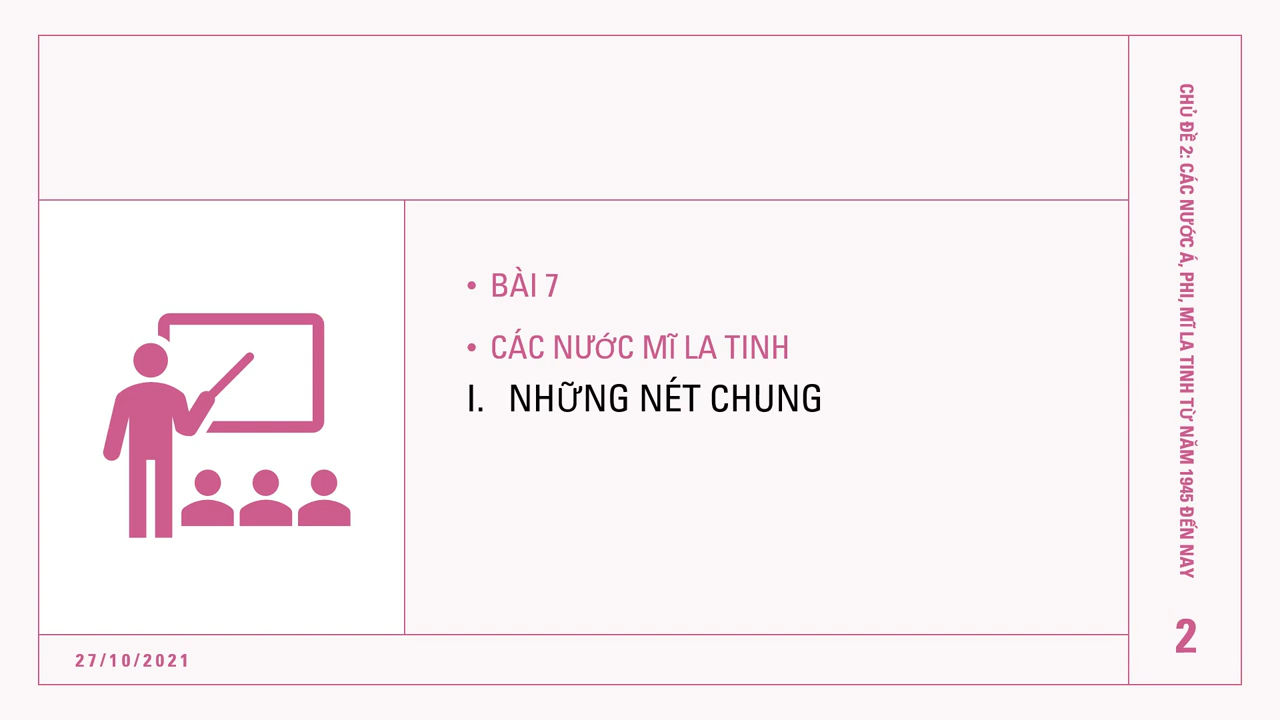 • BÀI 7
• CÁC NƯỚC MĨ LA TINH
I. NHỮNG NÉT CHUNG
27/10/2021
CHỦ ĐỀ 2: CÁC NƯỚC Á, PHI, MĨ LA TINH TỪ NĂM 1945 ĐẾN NAY
2